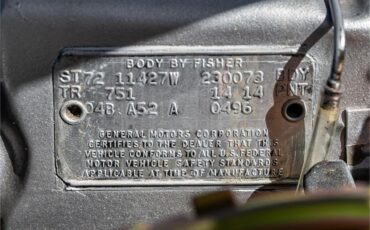 BODY BY FISHER
ST72 11427W 230073 BDY
TR 751 14 14 PNT
04B A52 A 0496
GENERAL MOTORS CORPORATION
CERTIFIES TO THE DEALER THAT THIS
VEHICLE CONFORMS TO ALL U.S. FEDERAL
MOTOR VEHICLE SAFETY STANDARDS
APPLICABLE AT TIME OF MANUFACTURE